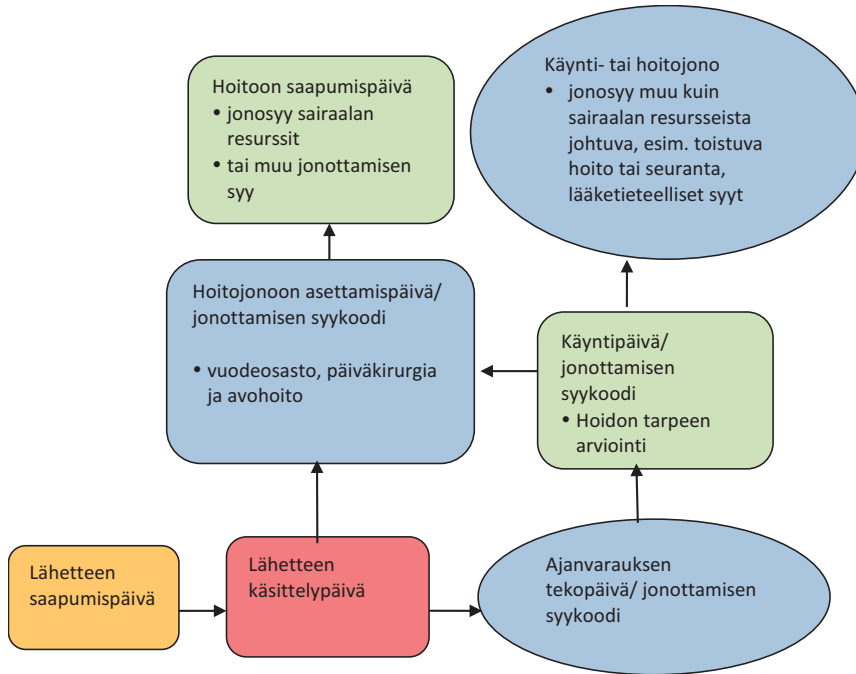 Hoitoon saapumispäivä
• jonosyy sairaalan
resurssit
• tai muu jonottamisen
syy
Käynti- tai hoitojono
• jonosyy muu kuin
sairaalan resursseista
johtuva, esim. toistuva
hoito tai seuranta,
lääketieteelliset syyt
Hoitojonoon asettamispäivä/
jonottamisen syykoodi
• vuodeosasto, päiväkirurgia
ja avohoito
Käyntipäivä/
jonottamisen
syykoodi
• Hoidon tarpeen
arviointi
Lähetteen
saapumispäivä
Lähetteen
käsittelypäivä
Ajanvarauksen
tekopäivä/ jonottamisen
syykoodi